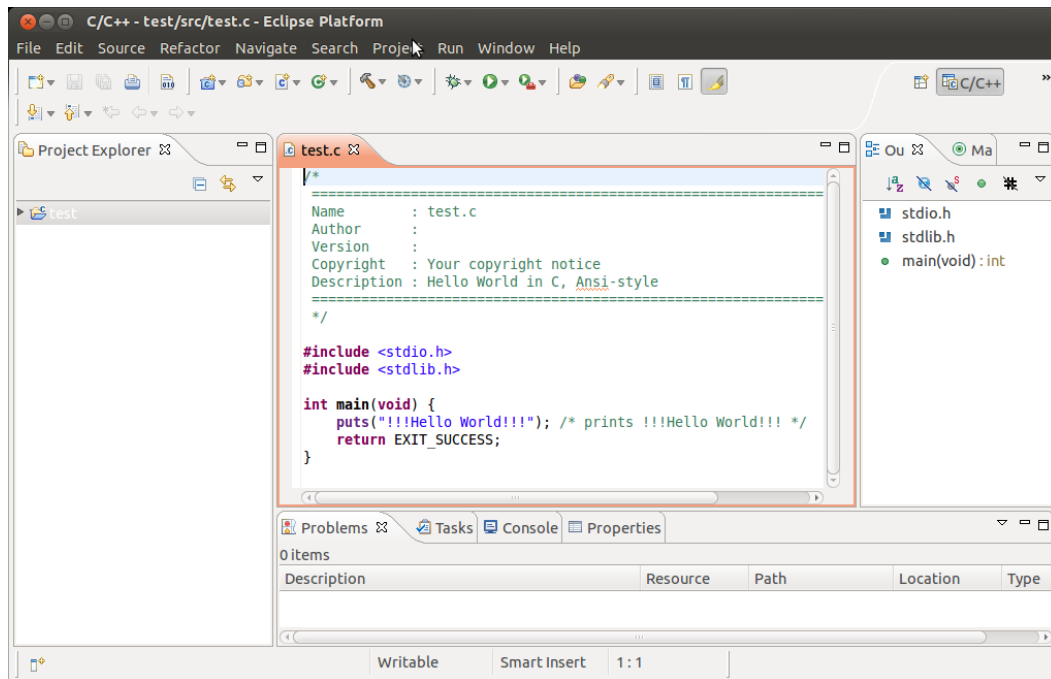 C/C++ - test/src/test.c - Eclipse Platform
File Edit Source Refactor Navigate Search Project Run Window Help
C/C++ »
Project Explorer
test
test.c
/*
============================================================
Name : test.c
Author :
Version :
Copyright : Your copyright notice
Description : Hello World in C, Ansi-style
============================================================
*/
#include <stdio.h>
#include <stdlib.h>
int main(void) {
puts("!!!Hello World!!!"); /* prints !!!Hello World!!! */
return EXIT_SUCCESS;
}
Ou Ma
stdio.h
stdlib.h
main(void) : int
Problems Tasks Console Properties
0 items
Description Resource Path Location Type
Writable Smart Insert 1 : 1